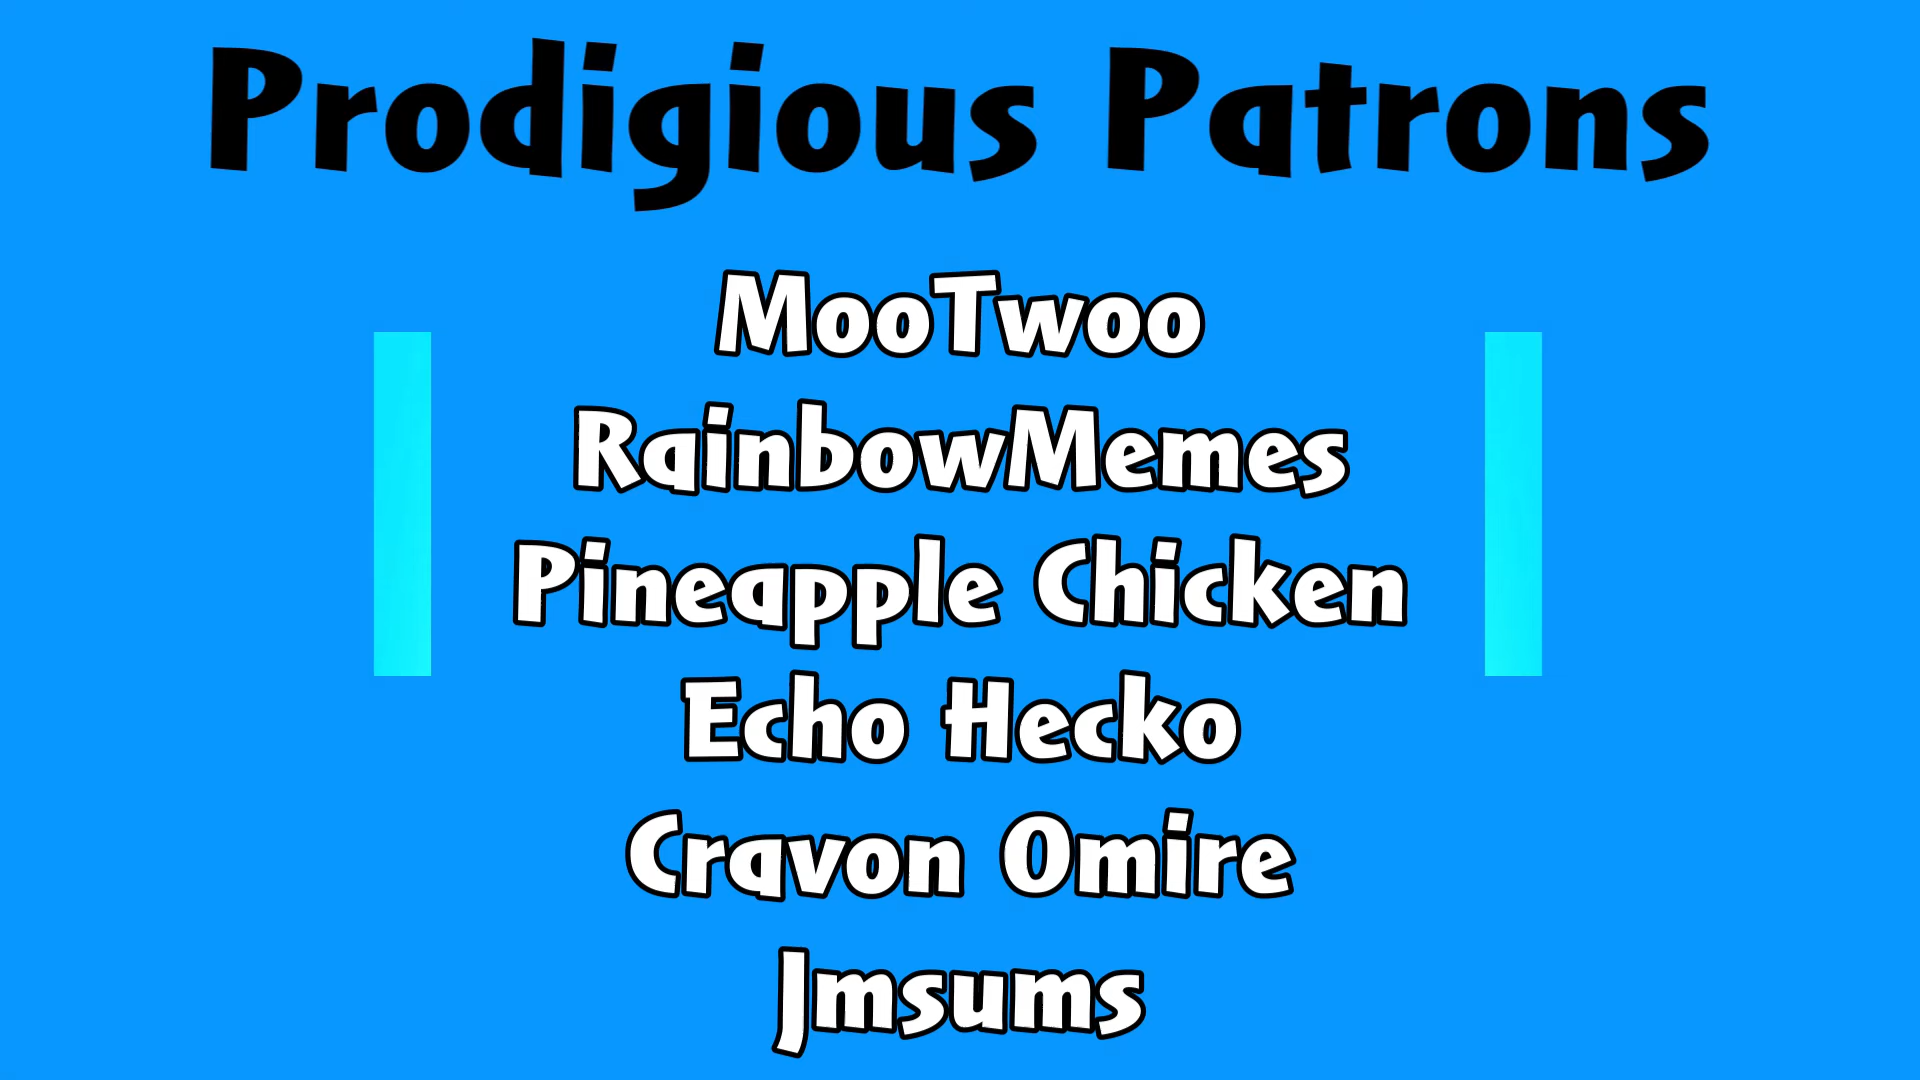 Prodigious Patrons
MooTwoo
RainbowMemes
Pineapple Chicken
Echo Hecko
Cravon Omire
Jmsums